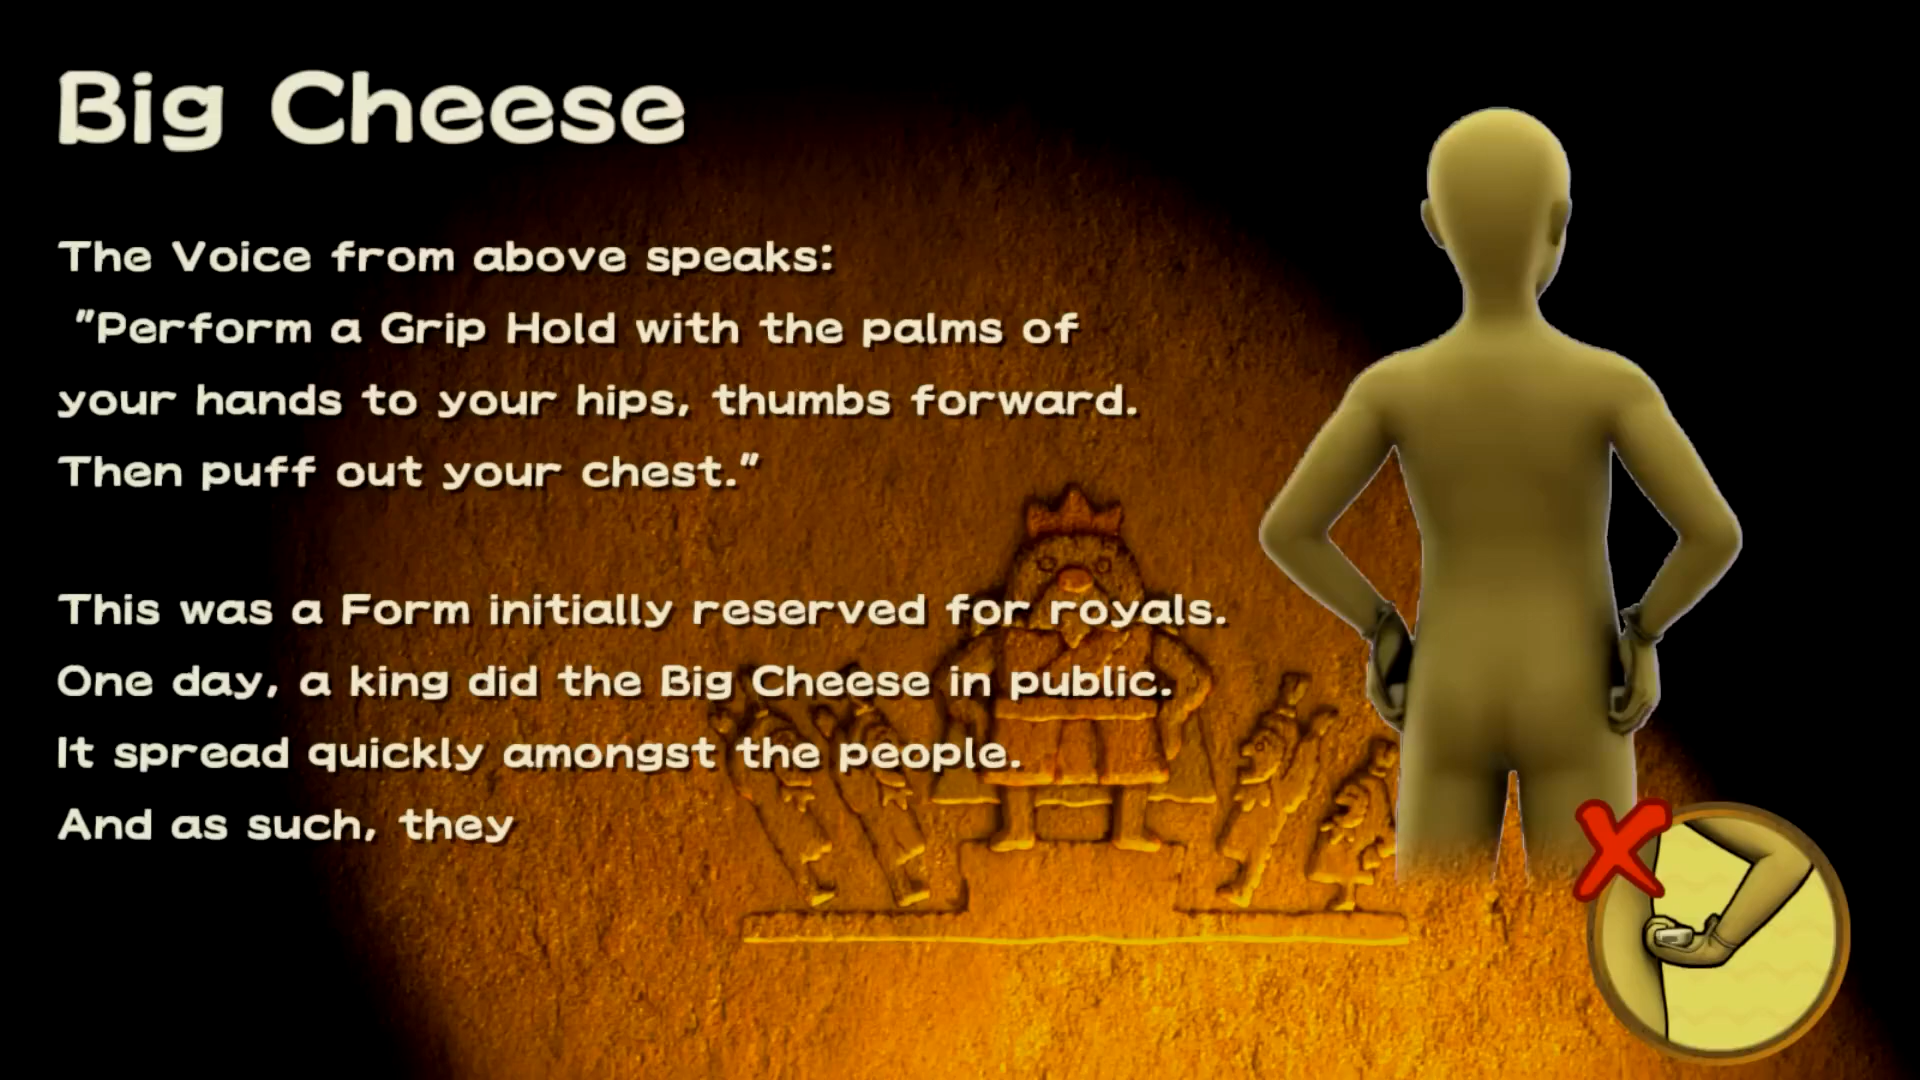 Big Cheese
The Voice from above speaks:
"Perform a Grip Hold with the palms of
your hands to your hips, thumbs forward.
Then puff out your chest."
This was a Form initially reserved for royals.
One day, a king did the Big Cheese in public.
It spread quickly amongst the people.
And as such, they